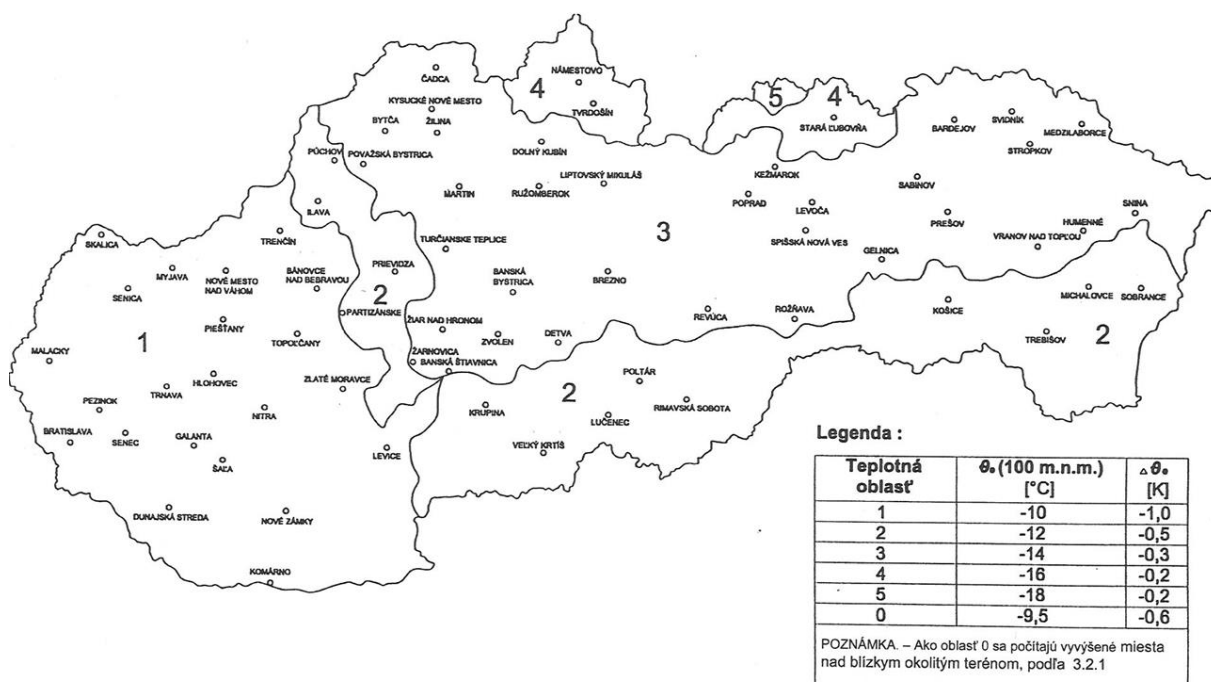 ČADCA
4
NÁMESTOVO
TVRDOŠÍN
5
4
STARÁ ĽUBOVŇA
KYSUCKÉ NOVÉ MESTO
BYTČA
ŽILINA
BARDEJOV
SVIDNÍK
MEDZILABORCE
STROPKOV
PÚCHOV
POVAŽSKÁ BYSTRICA
DOLNÝ KUBÍN
KEŽMAROK
LIPTOVSKÝ MIKULÁŠ
MARTIN
RUŽOMBEROK
POPRAD
LEVOČA
SABINOV
PREŠOV
SNINA
ILAVA
SKALICA
TRENČÍN
TURČIANSKE TEPLICE
3
SPIŠSKÁ NOVÁ VES
GELNICA
HUMENNÉ
VRANOV NAD TOPĽOU
MYJAVA
NOVÉ MESTO
NAD VÁHOM
BÁNOVCE
NAD BEBRAVOU
PRIEVIDZA
BANSKÁ
BYSTRICA
BREZNO
SENICA
2
PARTIZÁNSKE
MICHALOVCE
SOBRANCE
KOŠICE
1
PIEŠŤANY
TOPOĽČANY
ŽIAR NAD HRONOM
ZVOLEN
DETVA
REVÚCA
ROŽŇAVA
TREBIŠOV
2
MALACKY
ŽARNOVICA
BANSKÁ ŠTIAVNICA
HLOHOVEC
TRNAVA
ZLATÉ MORAVCE
POLTÁR
2
KRUPINA
RIMAVSKÁ SOBOTA
PEZINOK
NITRA
LUČENEC
BRATISLAVA
SENEC
GALANTA
ŠAĽA
LEVICE
VEĽKÝ KRTÍŠ
DUNAJSKÁ STREDA
NOVÉ ZÁMKY
KOMÁRNO
Legenda :
Teplotná oblasť θₑ (100 m.n.m.) [°C] △θₑ [K]
1 -10 -1,0
2 -12 -0,5
3 -14 -0,3
4 -16 -0,2
5 -18 -0,2
0 -9,5 -0,6
POZNÁMKA. – Ako oblasť 0 sa počítajú vyvýšené miesta
nad blízkym okolitým terénom, podľa 3.2.1